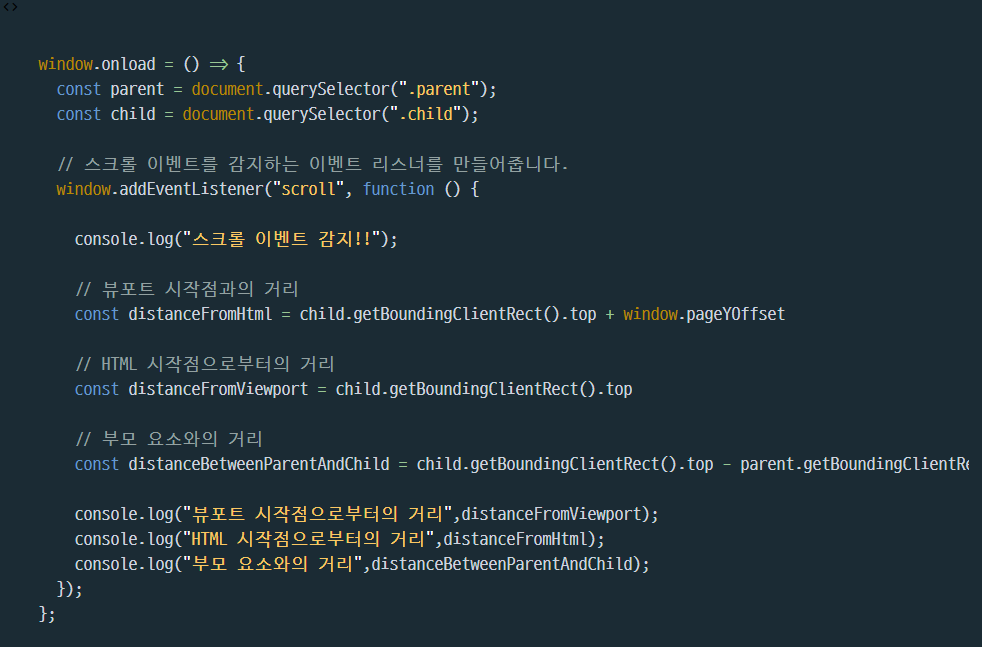 window.onload = () => {
const parent = document.querySelector(".parent");
const child = document.querySelector(".child");
// 스크롤 이벤트를 감지하는 이벤트 리스너를 만들어줍니다.
window.addEventListener("scroll", function () {
console.log("스크롤 이벤트 감지!!");
// 뷰포트 시작점과의 거리
const distanceFromHtml = child.getBoundingClientRect().top + window.pageYOffset
// HTML 시작점으로부터의 거리
const distanceFromViewport = child.getBoundingClientRect().top
// 부모 요소와의 거리
const distanceBetweenParentAndChild = child.getBoundingClientRect().top - parent.getBoundingClientRe
console.log("뷰포트 시작점으로부터의 거리",distanceFromViewport);
console.log("HTML 시작점으로부터의 거리",distanceFromHtml);
console.log("부모 요소와의 거리",distanceBetweenParentAndChild);
});
};